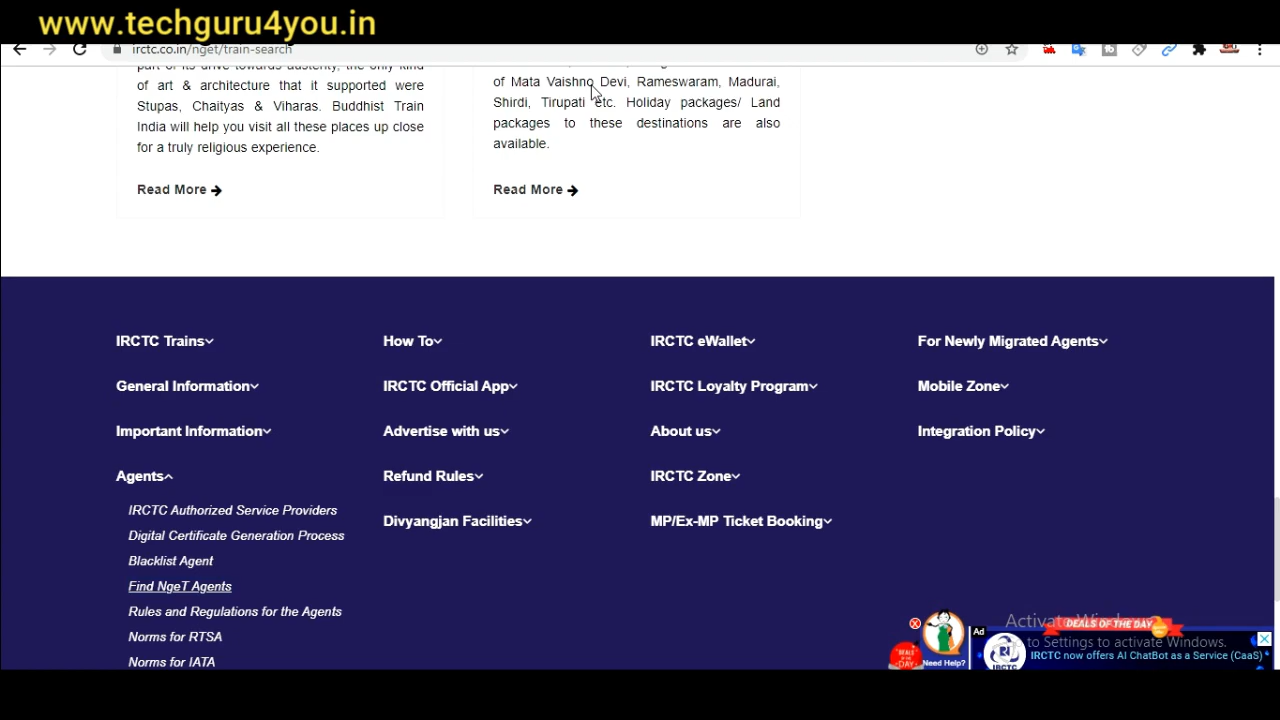 www.techguru4you.in
irctc.co.in/nget/train-search
of art & architecture that it supported were
Stupas, Chaityas & Viharas. Buddhist Train
India will help you visit all these places up close
for a truly religious experience.
Read More
of Mata Vaishno Devi, Rameswaram, Madurai,
Shirdi, Tirupati etc. Holiday packages/ Land
packages to these destinations are also
available.
Read More
IRCTC Trains
General Information
Important Information
Agents
IRCTC Authorized Service Providers
Digital Certificate Generation Process
Blacklist Agent
Find NgeT Agents
Rules and Regulations for the Agents
Norms for RTSA
Norms for IATA
How To
IRCTC Official App
Advertise with us
Refund Rules
Divyangjan Facilities
IRCTC eWallet
IRCTC Loyalty Program
About us
IRCTC Zone
MP/Ex-MP Ticket Booking
For Newly Migrated Agents
Mobile Zone
Integration Policy
Activate Windows
to Settings to activate Windows.
DEALS OF THE DAY
Need Help?
Ad
IRCTC
IRCTC now offers AI ChatBot as a Service (CaaS)
DEALS OF THE DAY